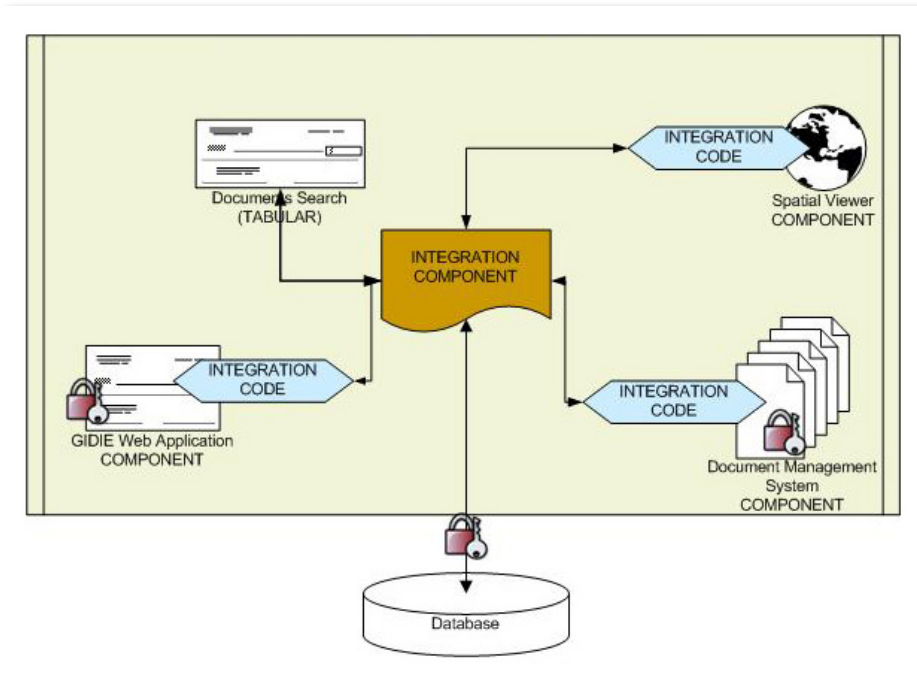 INTEGRATION
CODE
Spatial Viewer
COMPONENT
Documents Search
(TABULAR)
INTEGRATION
COMPONENT
INTEGRATION
CODE
GIDIE Web Application
COMPONENT
INTEGRATION
CODE
Document Management
System
COMPONENT
Database